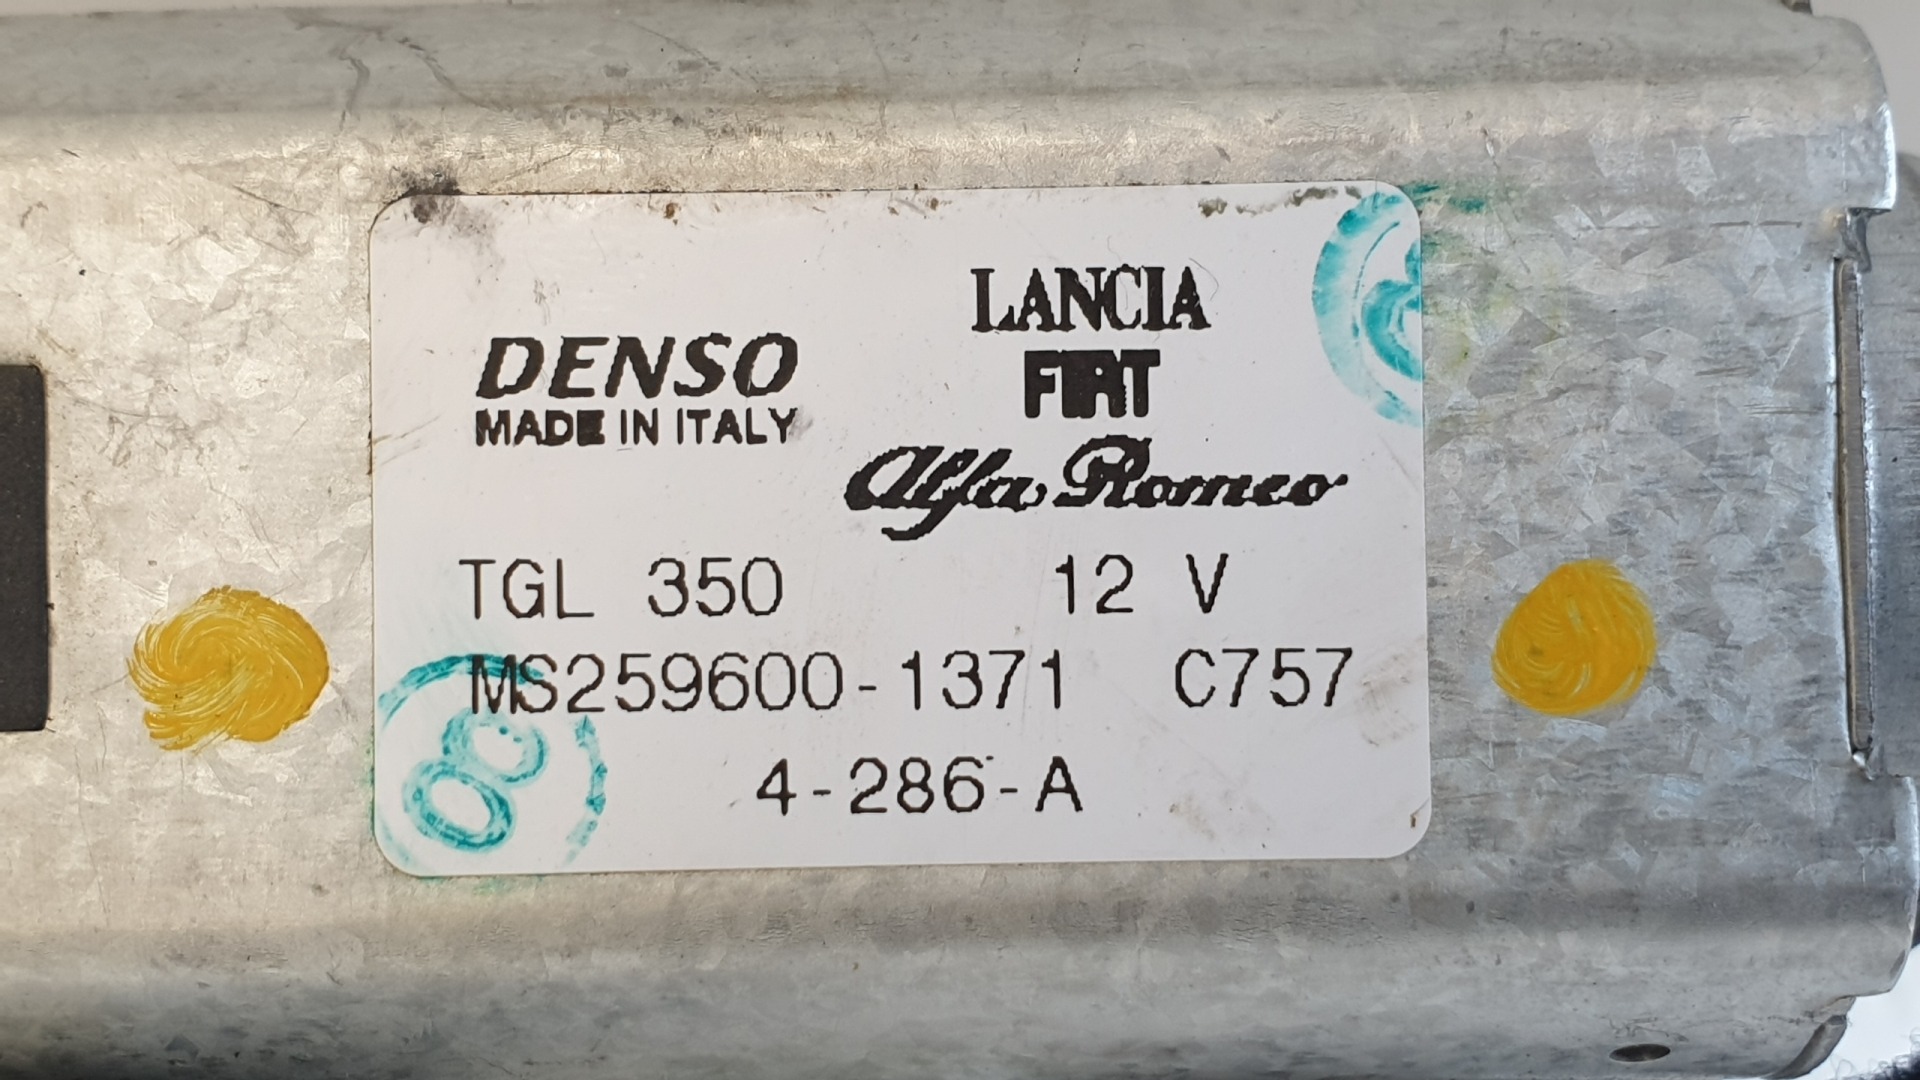 DENSO
MADE IN ITALY
LANCIA
FIAT
Alfa Romeo
TGL 350 12 V
MS259600-1371 C757
4-286-A